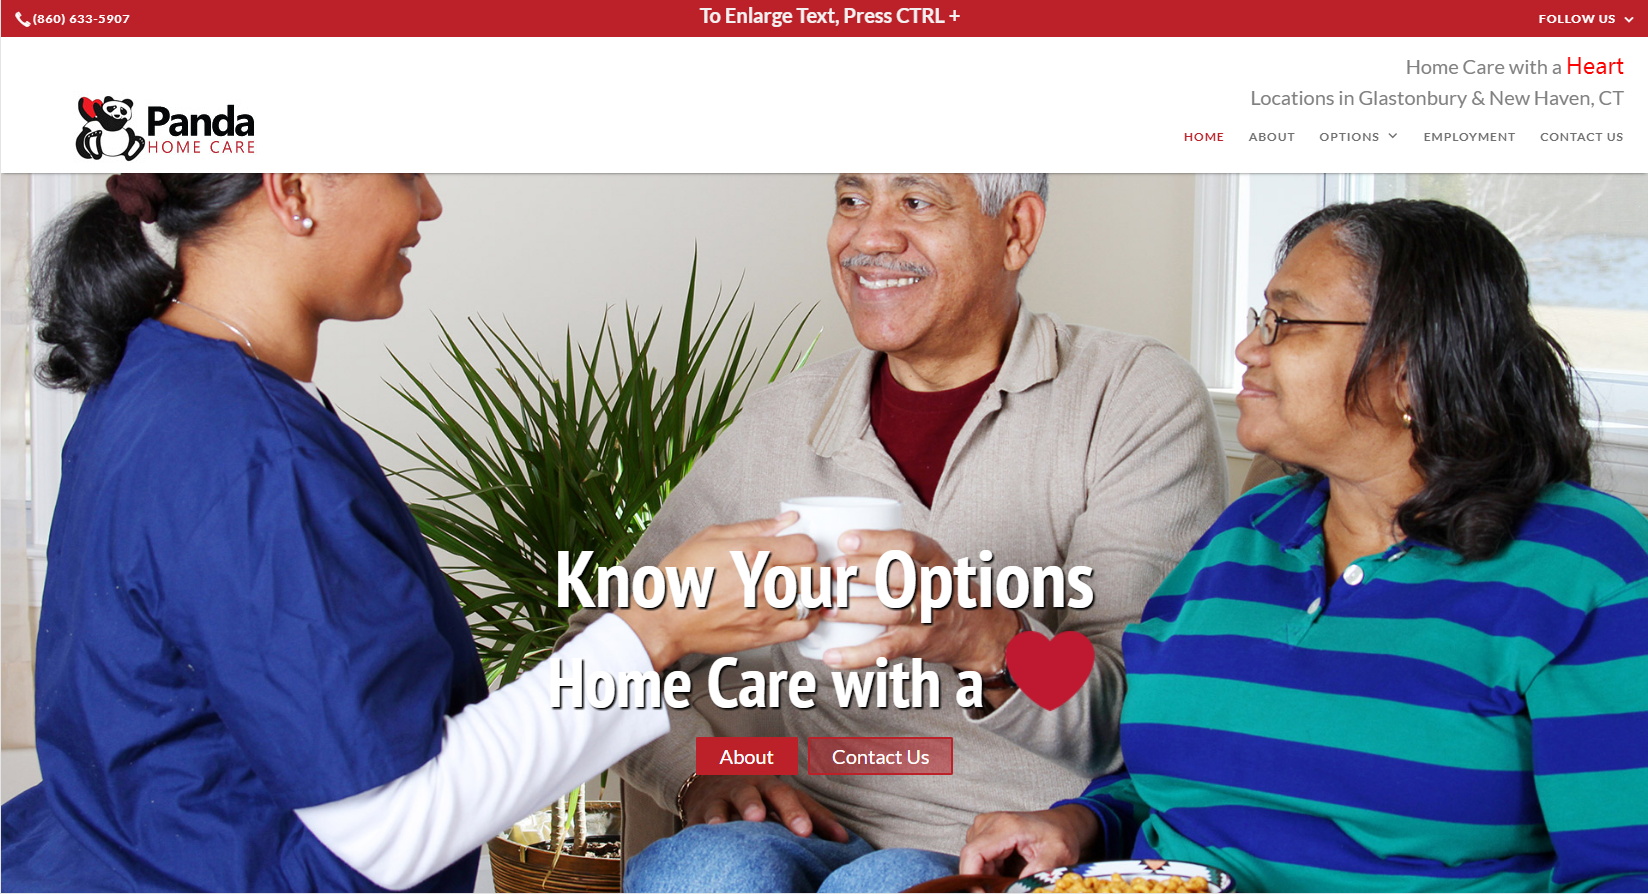 (860) 633-5907
To Enlarge Text, Press CTRL +
FOLLOW US
Home Care with a Heart
Locations in Glastonbury & New Haven, CT
Panda
HOME CARE
HOME ABOUT OPTIONS EMPLOYMENT CONTACT US
Know Your Options
Home Care with a
About
Contact Us